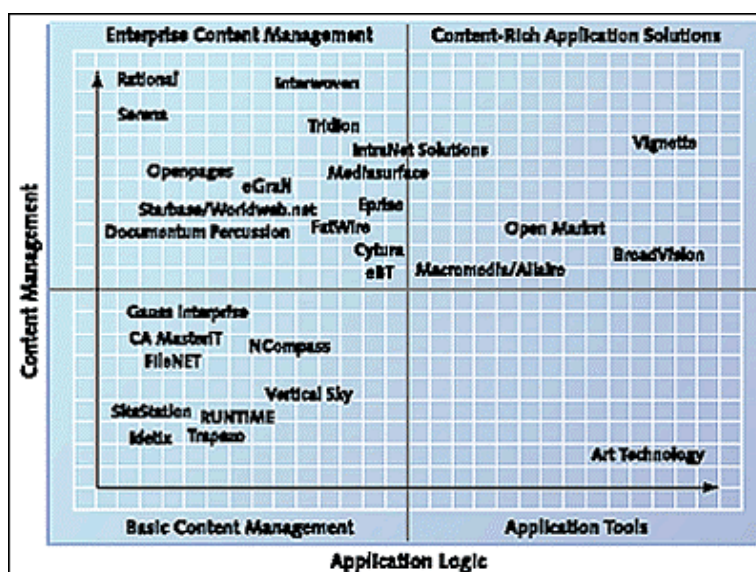 Enterprise Content Management
Content-Rich Application Solutions
Rational
Interwoven
Serena
Tridion
IntraNet Solutions
Vignette
Openpages
Mediasurface
eGrail
Starbase/Worldweb.net
Eprise
Documentum Percussion
FatWire
Open Market
Cytura
BroadVision
eBT
Macromedia/Allaire
Content Management
Gauss Interprise
CA MasterIT
NCompass
FileNET
Vertical Sky
SiteStation
RUNTIME
Idetix
Trapezo
Art Technology
Basic Content Management
Application Tools
Application Logic